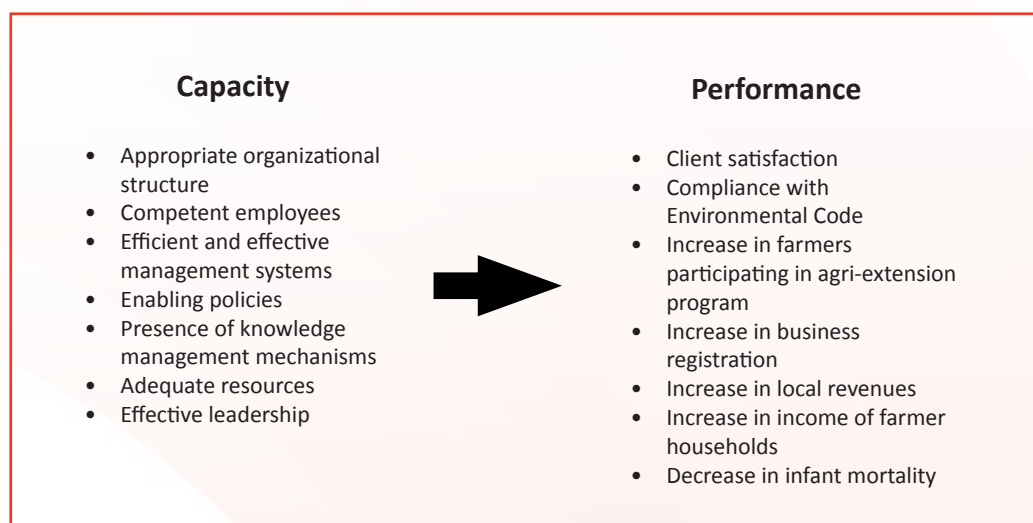 Capacity
• Appropriate organizational
structure
• Competent employees
• Efficient and effective
management systems
• Enabling policies
• Presence of knowledge
management mechanisms
• Adequate resources
• Effective leadership
Performance
• Client satisfaction
• Compliance with
Environmental Code
• Increase in farmers
participating in agri-extension
program
• Increase in business
registration
• Increase in local revenues
• Increase in income of farmer
households
• Decrease in infant mortality